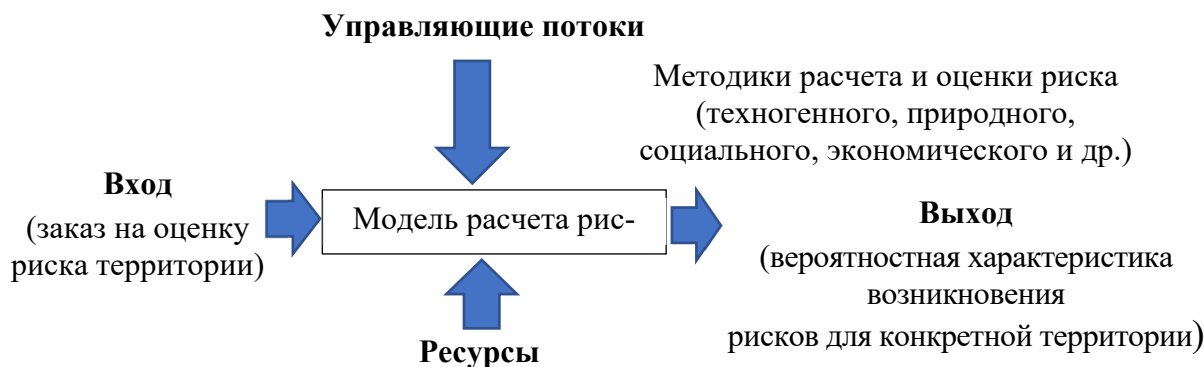 Управляющие потоки
Методики расчета и оценки риска
(техногенного, природного,
социального, экономического и др.)
Вход
(заказ на оценку
риска территории)
Модель расчета рис-
Выход
(вероятностная характеристика
возникновения
рисков для конкретной территории)
Ресурсы